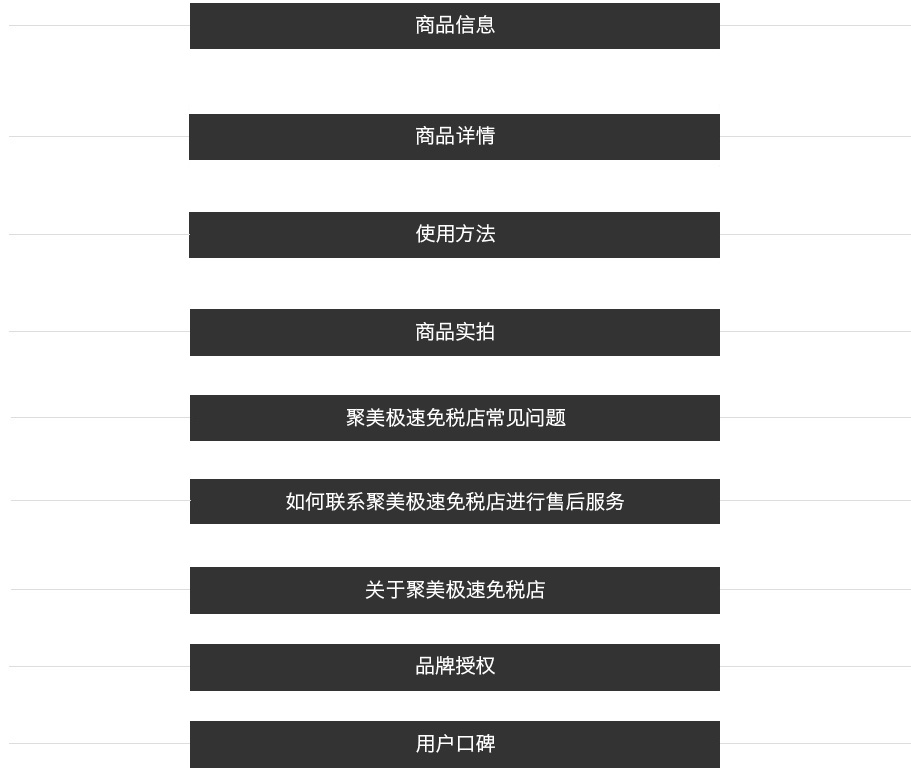 商品信息
商品详情
使用方法
商品实拍
聚美极速免税店常见问题
如何联系聚美极速免税店进行售后服务
关于聚美极速免税店
品牌授权
用户口碑